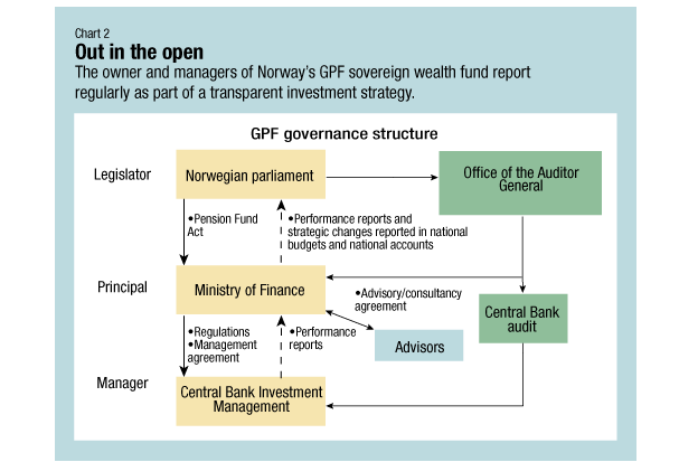 Chart 2
Out in the open
The owner and managers of Norway's GPF sovereign wealth fund report
regularly as part of a transparent investment strategy.
GPF governance structure
Legislator
Norwegian parliament
Office of the Auditor
General
•Pension Fund
Act
•Performance reports and
strategic changes reported in national
budgets and national accounts
Principal
Ministry of Finance
•Advisory/consultancy
agreement
Central Bank
audit
•Regulations
•Management
agreement
•Performance
reports
Advisors
Manager
Central Bank Investment
Management